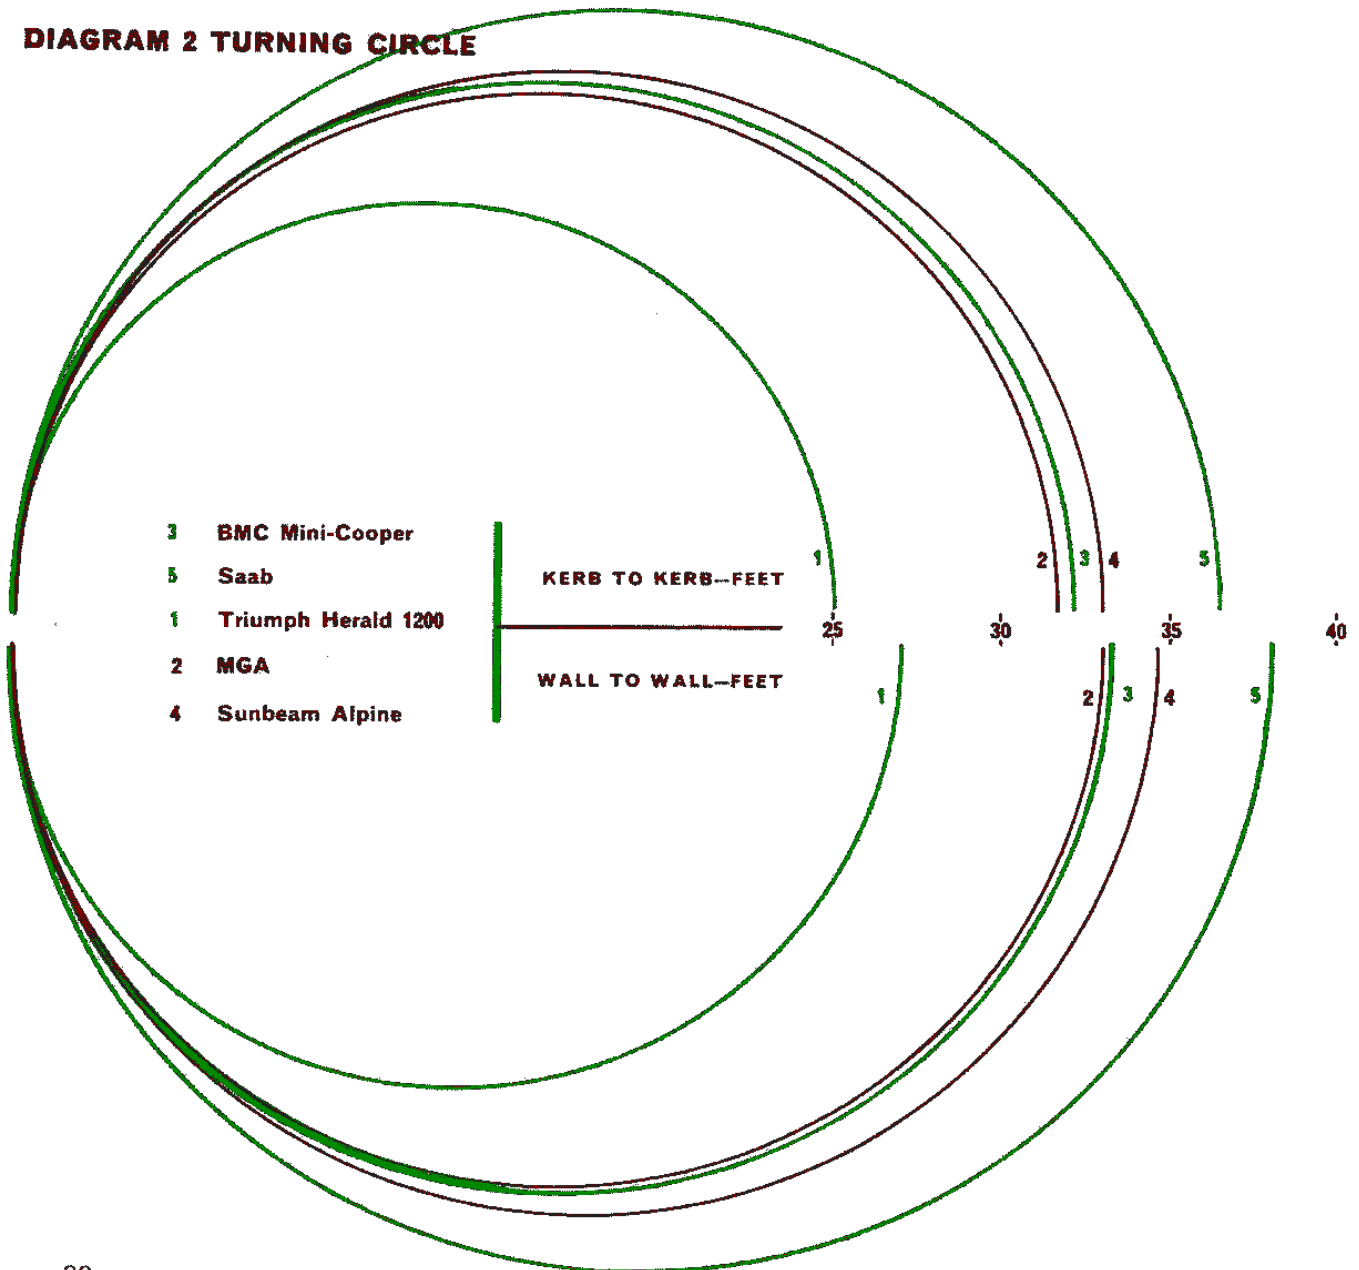 DIAGRAM 2 TURNING CIRCLE
3 BMC Mini-Cooper
5 Saab
1 Triumph Herald 1200
2 MGA
4 Sunbeam Alpine
KERB TO KERB—FEET
WALL TO WALL—FEET
1 2 3 4 5
25 30 35 40
1 2 3 4 5